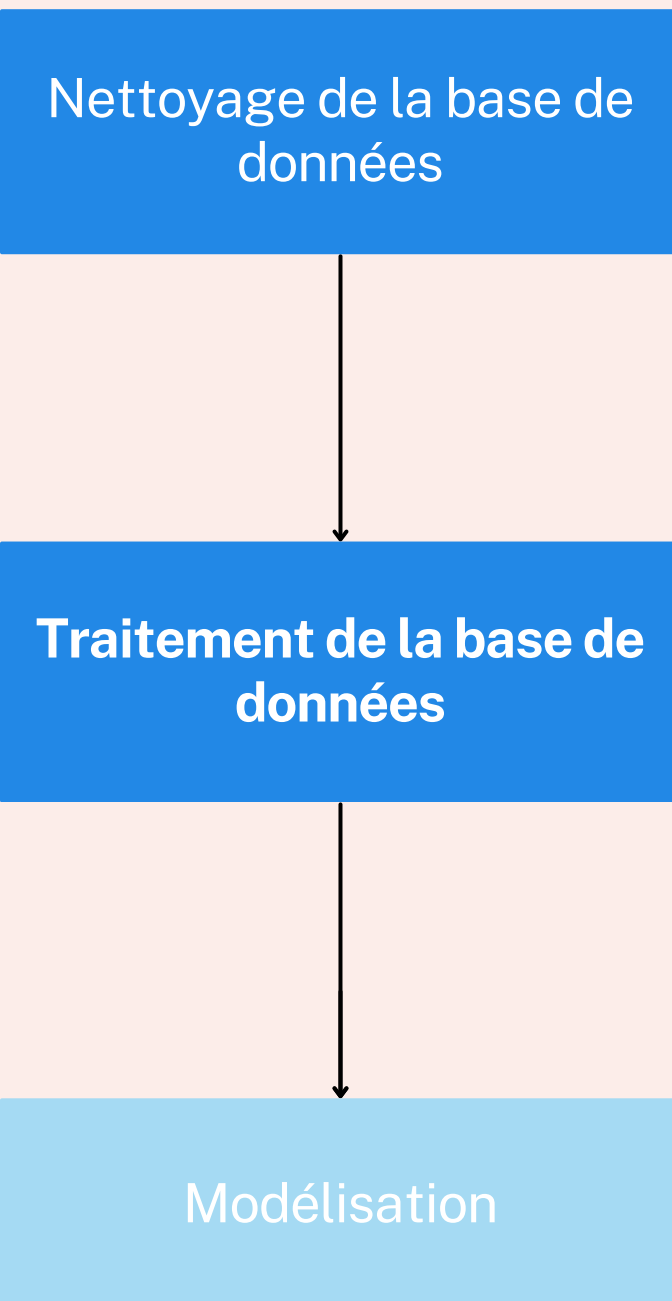 Nettoyage de la base de
données
Traitement de la base de
données
Modélisation